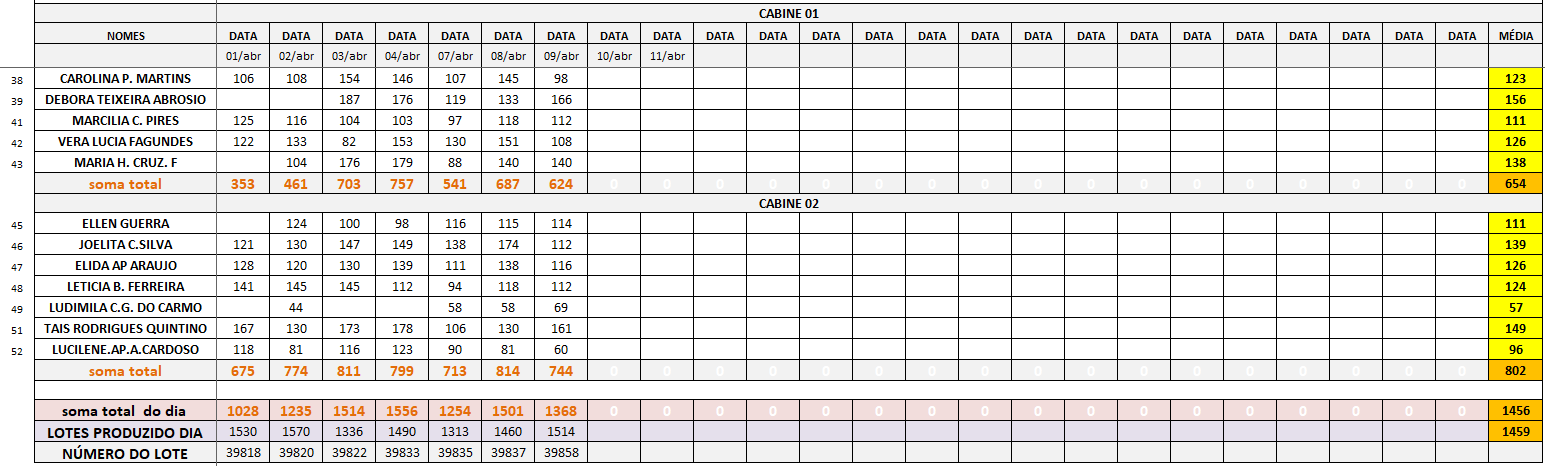 CABINE 01
NOMES DATA DATA DATA DATA DATA DATA DATA DATA DATA DATA DATA DATA DATA DATA DATA DATA DATA DATA DATA DATA DATA DATA DATA DATA MÉDIA
01/abr 02/abr 03/abr 04/abr 07/abr 08/abr 09/abr 10/abr 11/abr
38 CAROLINA P. MARTINS 106 108 154 146 107 145 98 123
39 DEBORA TEIXEIRA ABROSIO 187 176 119 133 166 156
41 MARCILIA C. PIRES 125 116 104 103 97 118 112 111
42 VERA LUCIA FAGUNDES 122 133 82 153 130 151 108 126
43 MARIA H. CRUZ. F 104 176 179 88 140 140 138
soma total 353 461 703 757 541 687 624 0 0 0 0 0 0 0 0 0 0 0 0 0 0 0 0 0 654
CABINE 02
45 ELLEN GUERRA 124 100 98 116 115 114 111
46 JOELITA C.SILVA 121 130 147 149 138 174 112 139
47 ELIDA AP ARAUJO 128 120 130 139 111 138 116 126
48 LETICIA B. FERREIRA 141 145 145 112 94 118 112 124
49 LUDIMILA C.G. DO CARMO 44 58 58 69 57
51 TAIS RODRIGUES QUINTINO 167 130 173 178 106 130 161 149
52 LUCILENE.AP.A.CARDOSO 118 81 116 123 90 81 60 96
soma total 675 774 811 799 713 814 744 0 0 0 0 0 0 0 0 0 0 0 0 0 0 0 0 0 802
soma total do dia 1028 1235 1514 1556 1254 1501 1368 0 0 0 0 0 0 0 0 0 0 0 0 0 0 0 0 0 1456
LOTES PRODUZIDO DIA 1530 1570 1336 1490 1313 1460 1514 1459
NÚMERO DO LOTE 39818 39820 39822 39833 39835 39837 39858